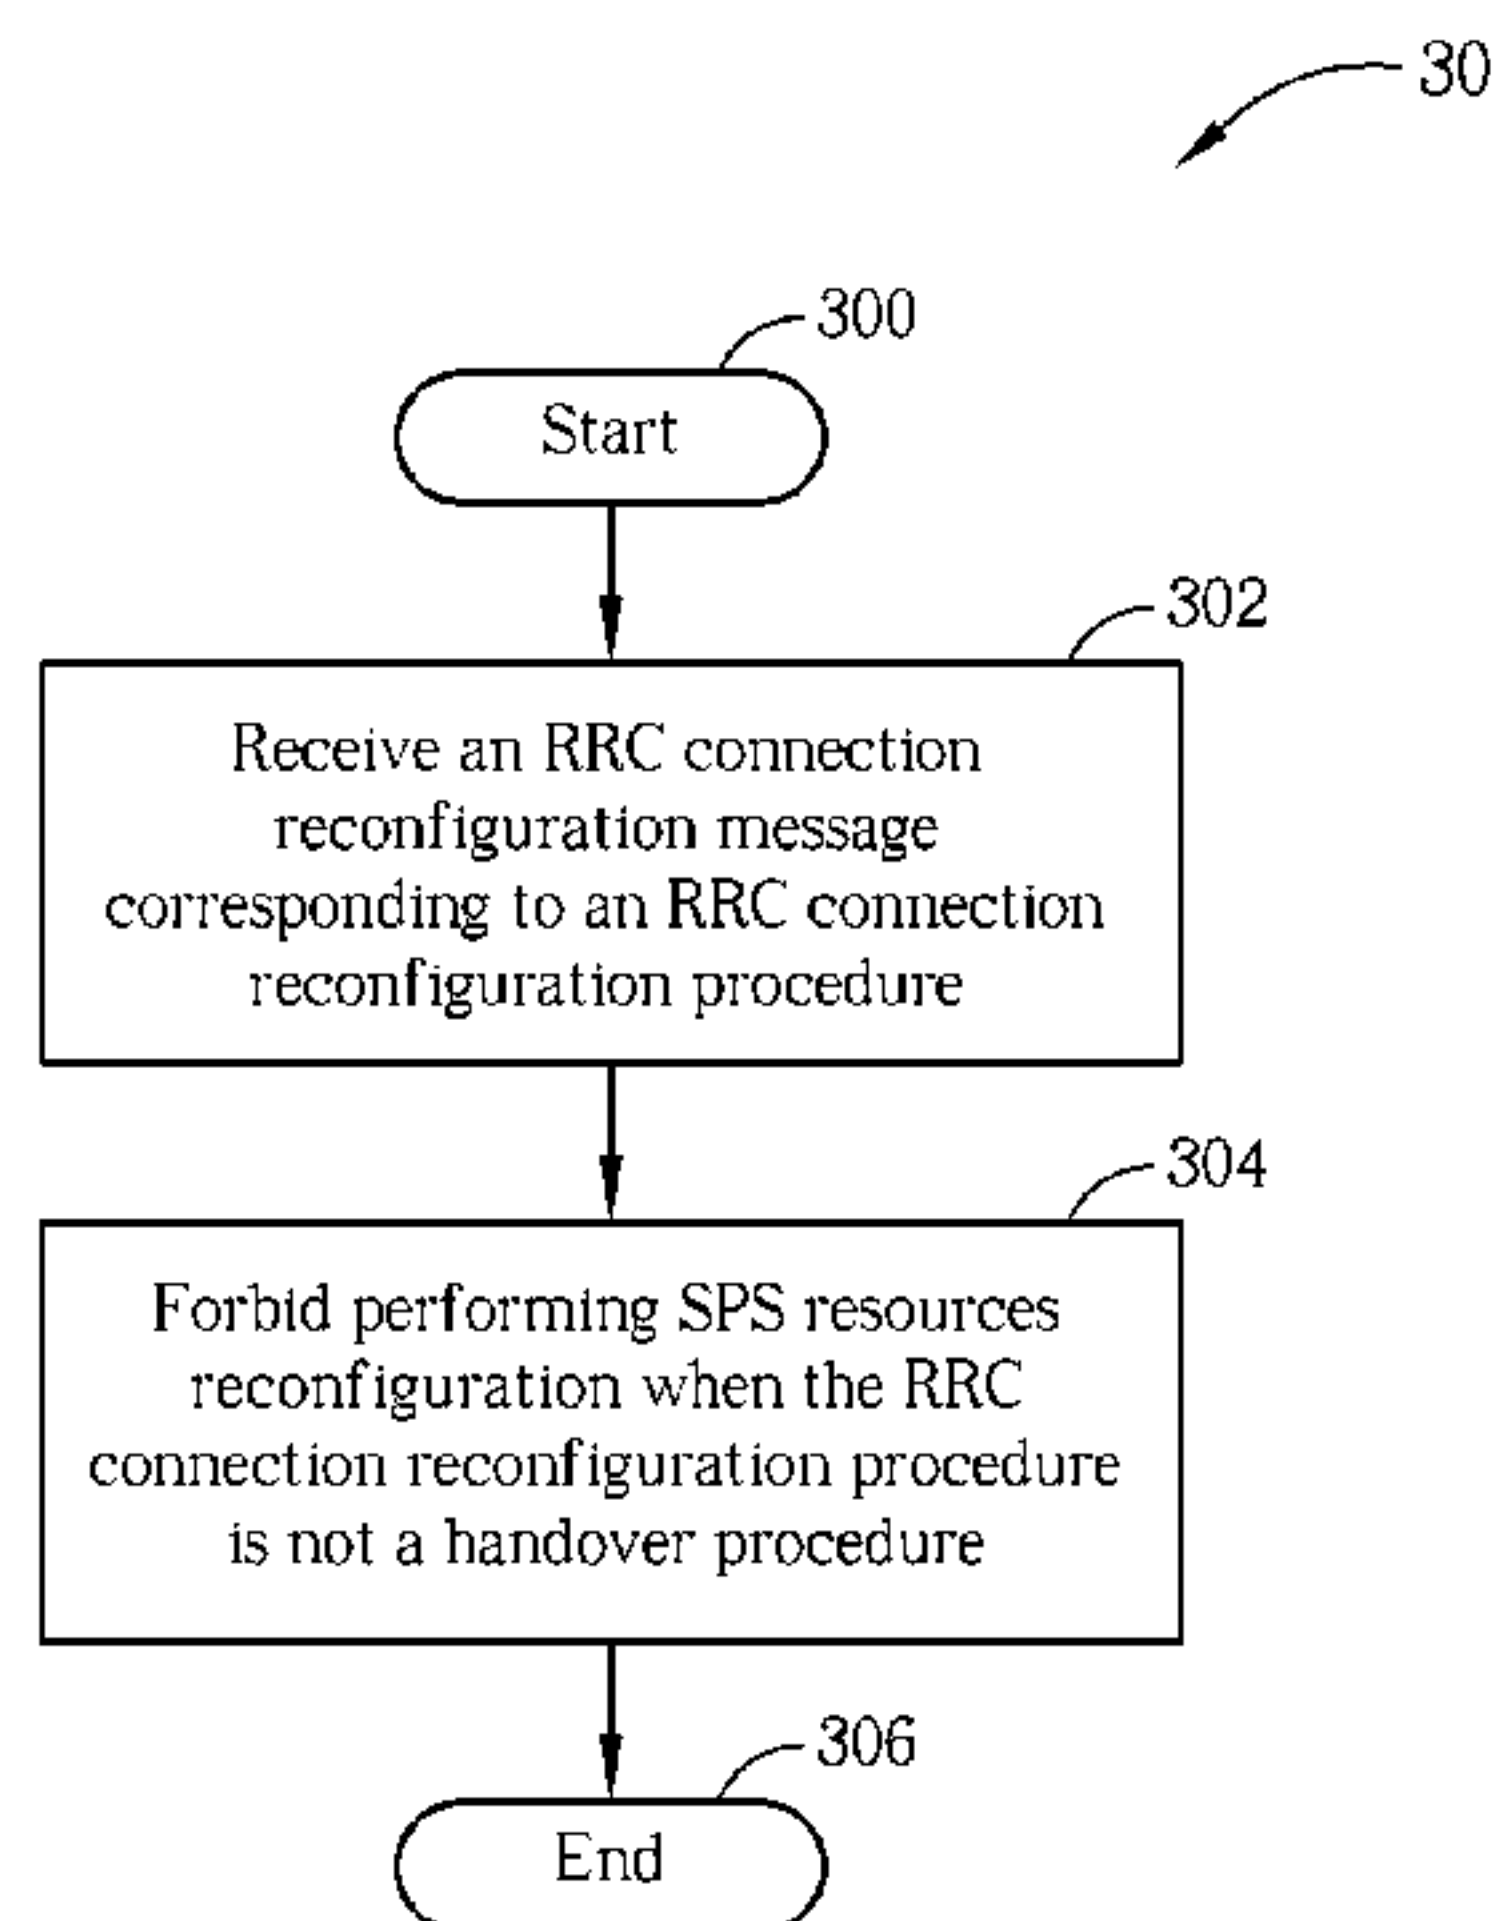 30
300
Start
302
Receive an RRC connection
reconfiguration message
corresponding to an RRC connection
reconfiguration procedure
304
Forbid performing SPS resources
reconfiguration when the RRC
connection reconfiguration procedure
is not a handover procedure
306
End